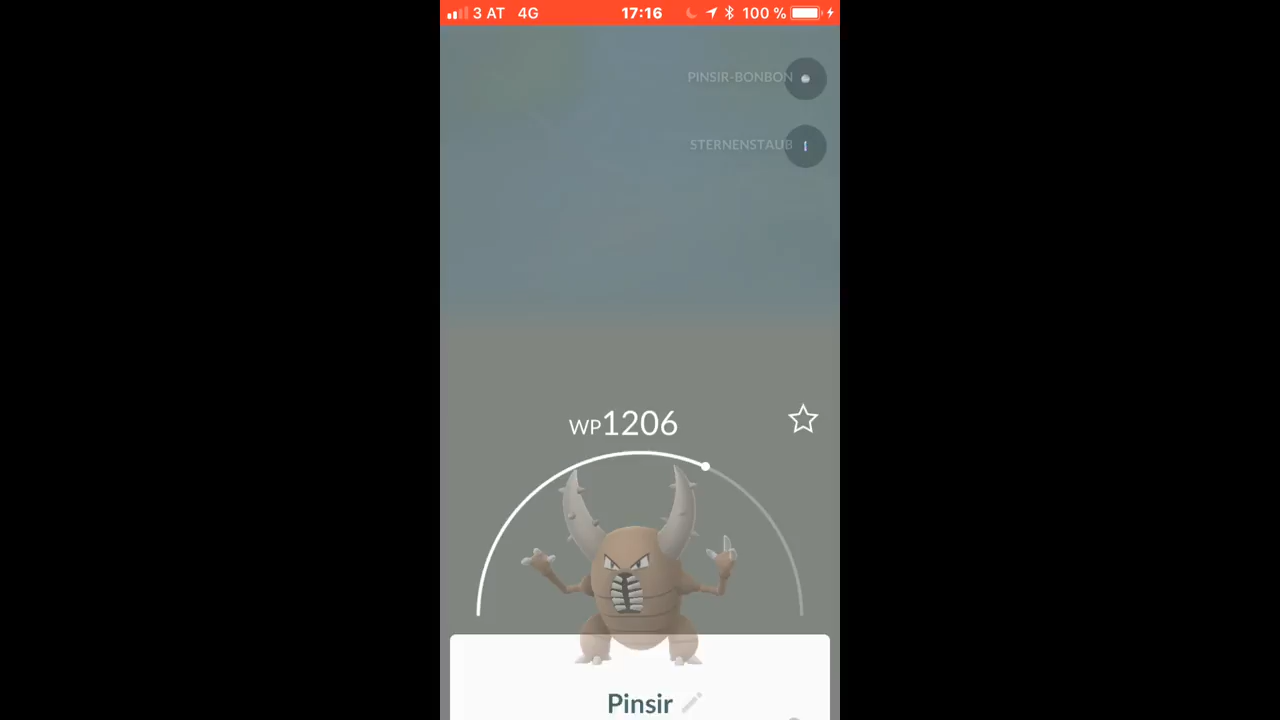 3 AT 4G 17:16 100 %
PINSIR-BONBON
STERNENSTAUB
WP1206
Pinsir